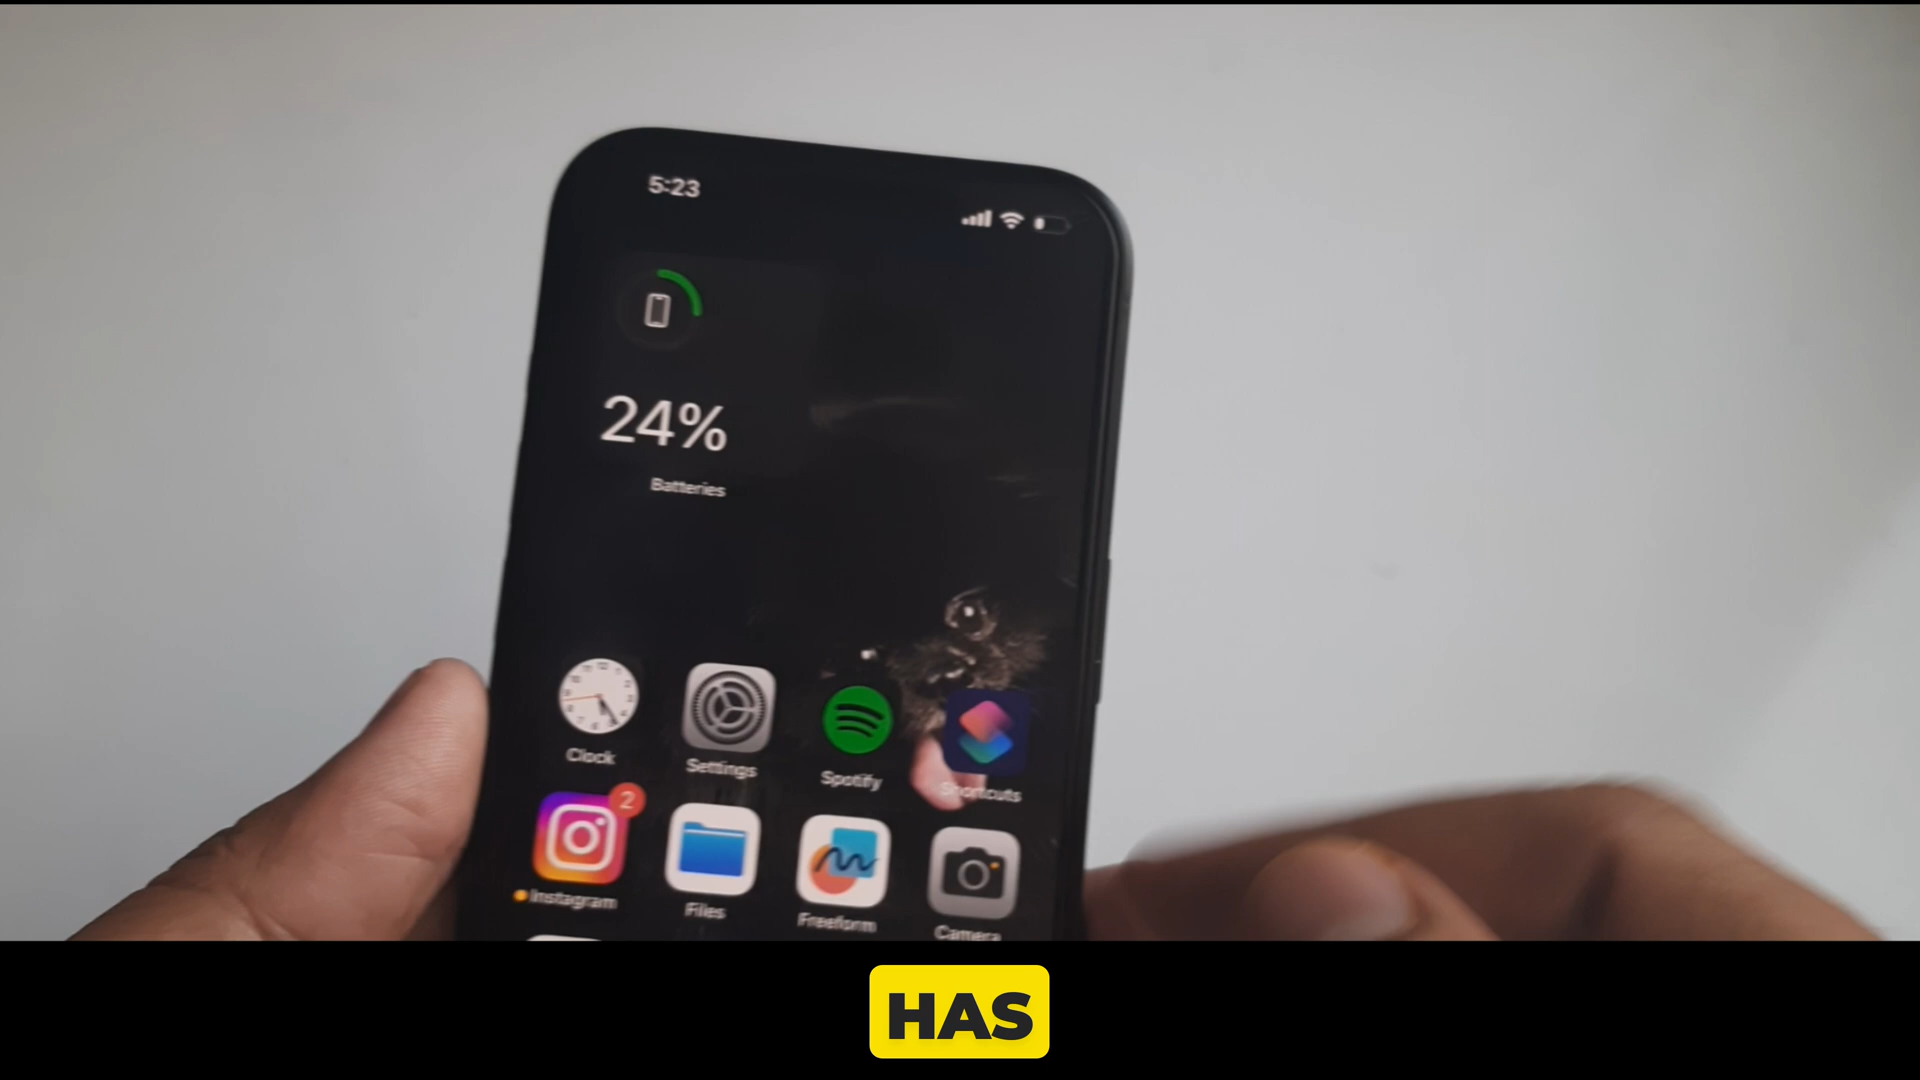 5:23
24%
Batteries
Clock
Settings
Spotify
Shortcuts
2
Instagram
Files
Freeform
Camera
HAS